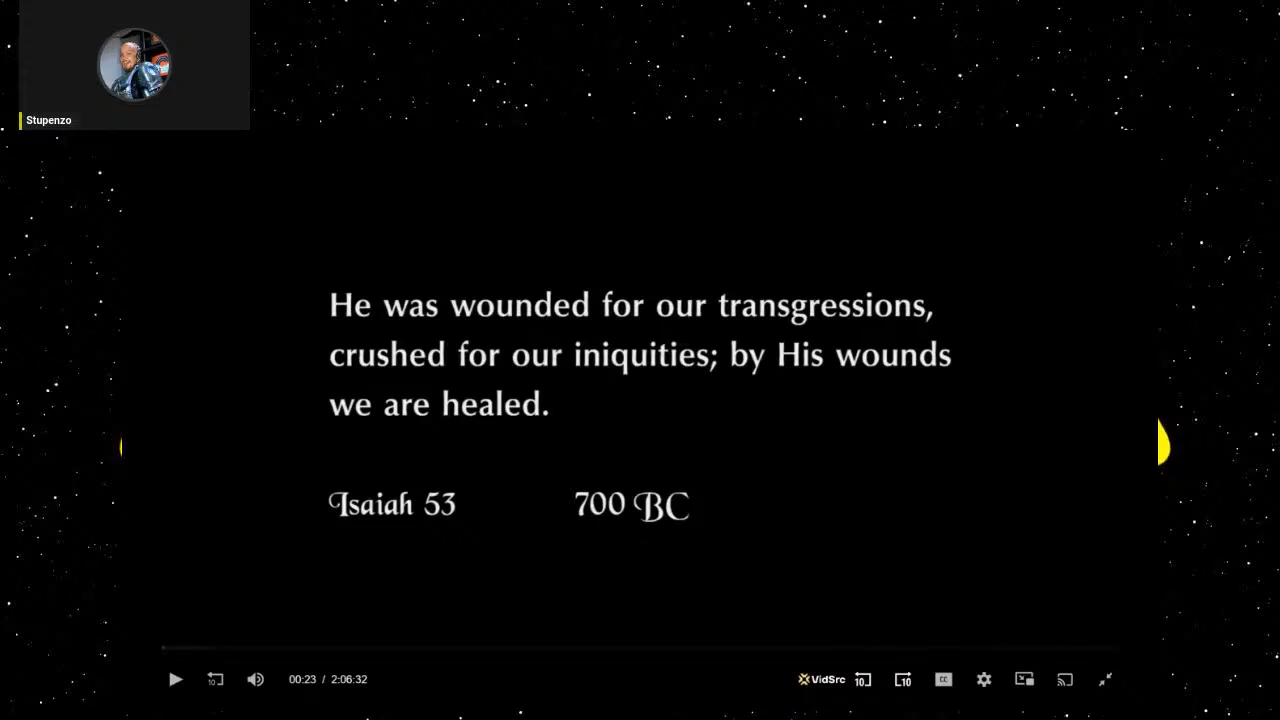 Stupenzo
He was wounded for our transgressions,
crushed for our iniquities; by His wounds
we are healed.
Isaiah 53 700 BC
10 00:23 / 2:06:32 VidSrc 10 10 CC